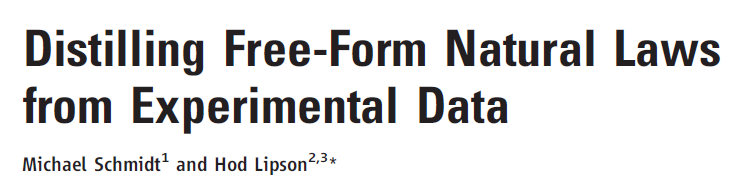 Distilling Free-Form Natural Laws
from Experimental Data
Michael Schmidt¹ and Hod Lipson²,³*